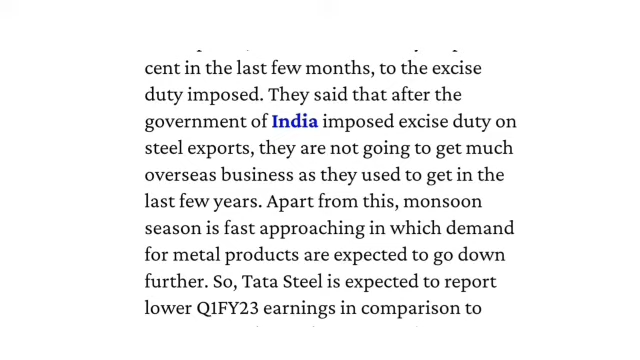 cent in the last few months, to the excise
duty imposed. They said that after the
government of India imposed excise duty on
steel exports, they are not going to get much
overseas business as they used to get in the
last few years. Apart from this, monsoon
season is fast approaching in which demand
for metal products are expected to go down
further. So, Tata Steel is expected to report
lower Q1FY23 earnings in comparison to